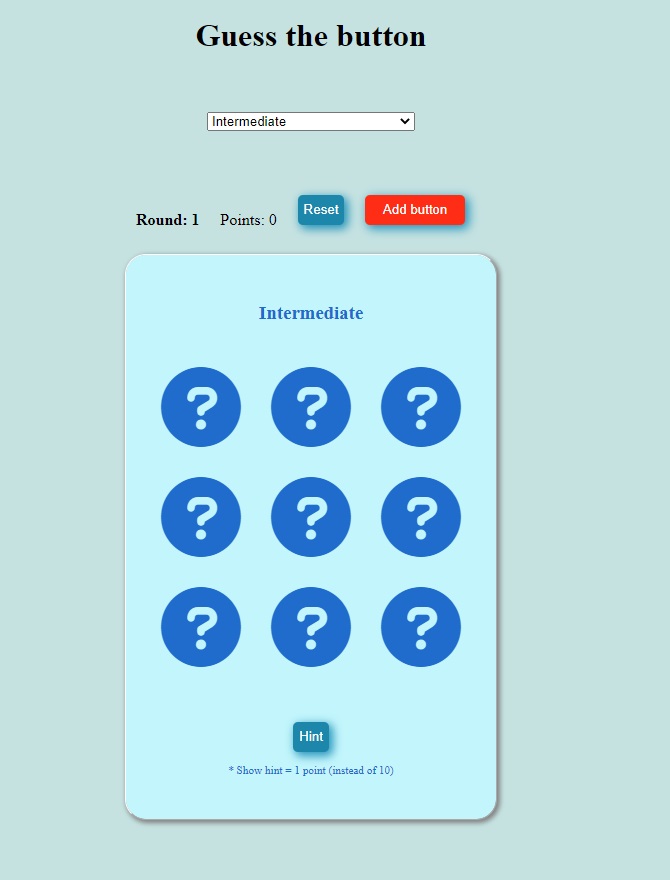 Guess the button
Intermediate
Round: 1 Points: 0 Reset Add button
Intermediate
? ? ?
? ? ?
? ? ?
Hint
* Show hint = 1 point (instead of 10)